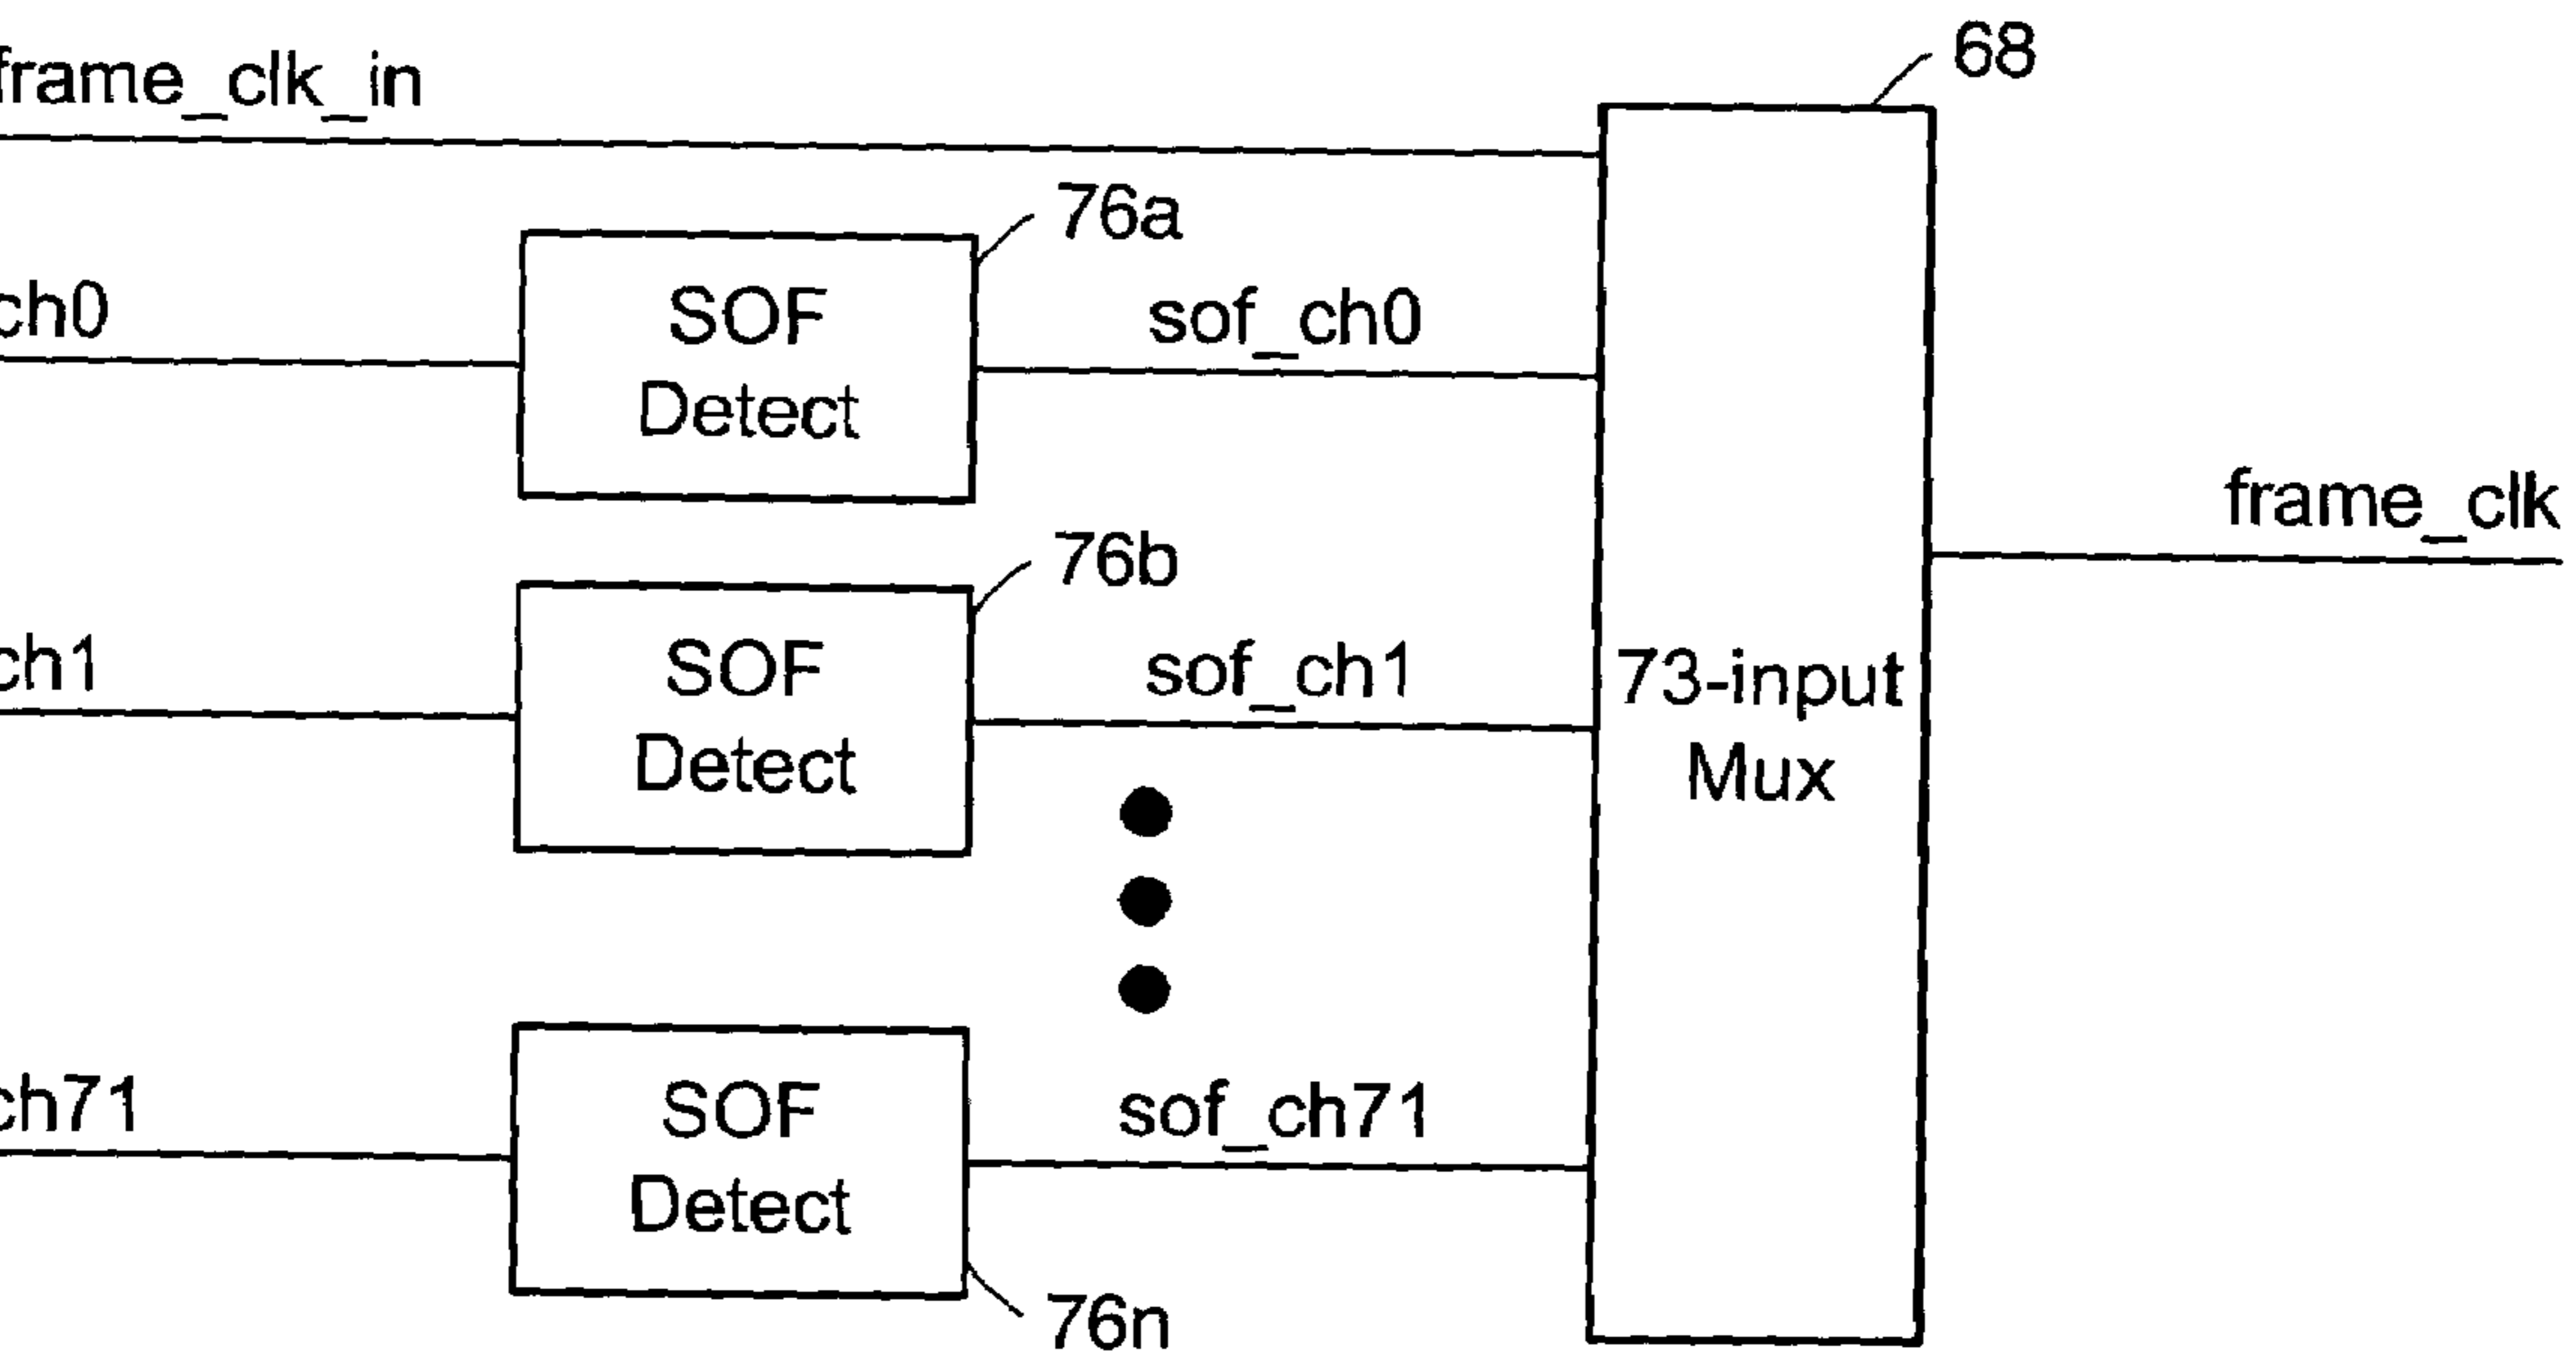 68
frame_clk_in
76a
ch0
SOF
Detect
sof_ch0
frame_clk
76b
ch1
SOF
Detect
sof_ch1
73-input
Mux
ch71
SOF
Detect
sof_ch71
76n